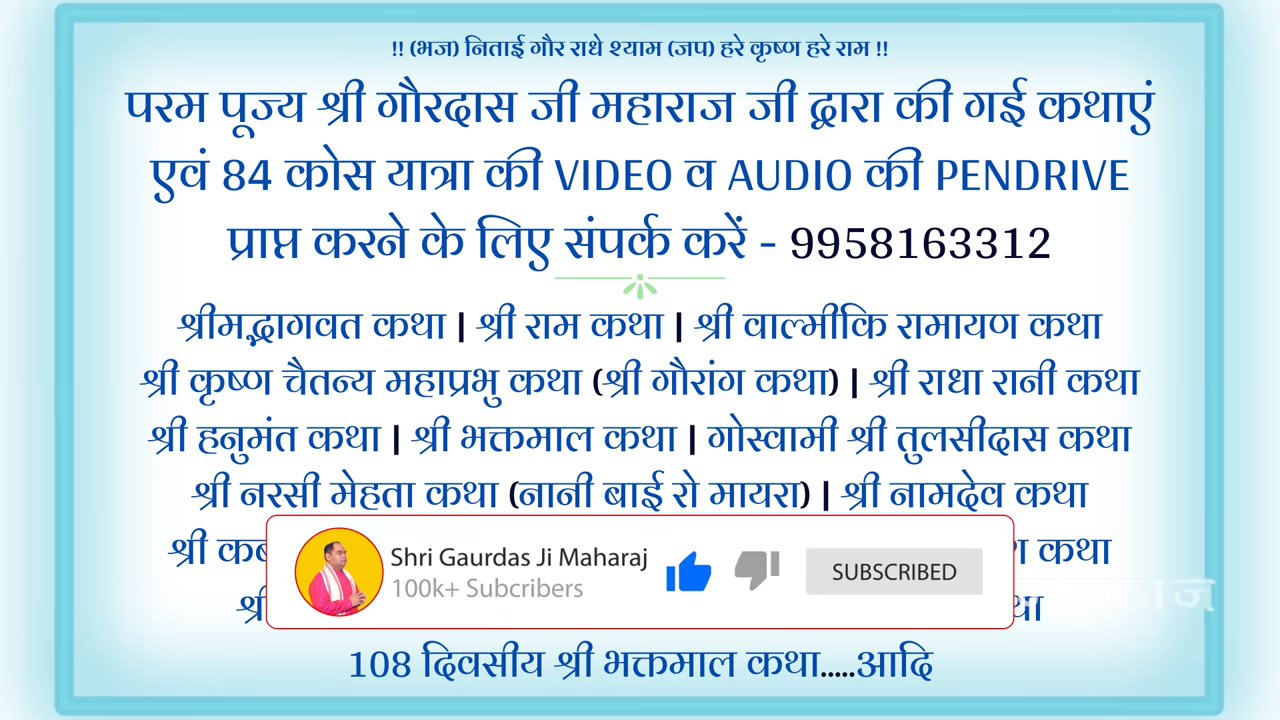 !! (भज) निताई गौर राधे श्याम (जप) हरे कृष्ण हरे राम !!
परम पूज्य श्री गौरदास जी महाराज जी द्वारा की गई कथाएं
एवं 84 कोस यात्रा की VIDEO व AUDIO की PENDRIVE
प्राप्त करने के लिए संपर्क करें - 9958163312
श्रीमद्भागवत कथा | श्री राम कथा | श्री वाल्मीकि रामायण कथा
श्री कृष्ण चैतन्य महाप्रभु कथा (श्री गौरांग कथा) | श्री राधा रानी कथा
श्री हनुमंत कथा | श्री भक्तमाल कथा | गोस्वामी श्री तुलसीदास कथा
श्री नरसी मेहता कथा (नानी बाई रो मायरा) | श्री नामदेव कथा
श्री कथा
श्री
Shri Gaurdas Ji Maharaj
100k+ Subcribers
SUBSCRIBED
108 दिवसीय श्री भक्तमाल कथा.....आदि